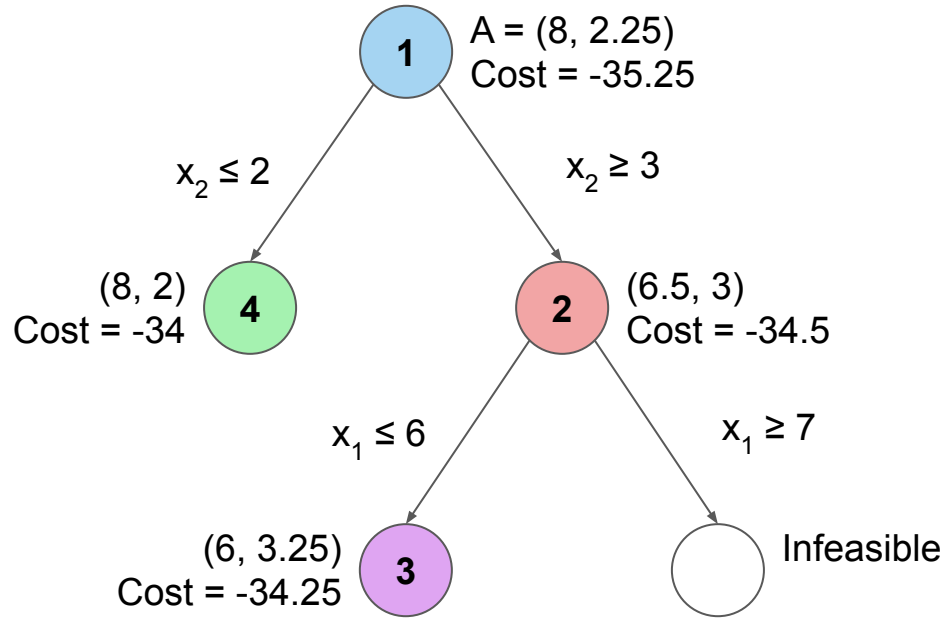 1
A = (8, 2.25)
Cost = -35.25
x₂ ≤ 2
x₂ ≥ 3
(8, 2)
Cost = -34
4
2
(6.5, 3)
Cost = -34.5
x₁ ≤ 6
x₁ ≥ 7
(6, 3.25)
Cost = -34.25
3
Infeasible